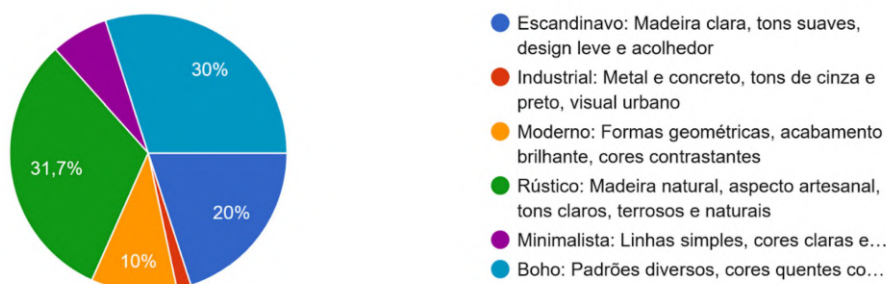 30%
31,7%
20%
10%
Escandinavo: Madeira clara, tons suaves,
design leve e acolhedor
Industrial: Metal e concreto, tons de cinza e
preto, visual urbano
Moderno: Formas geométricas, acabamento
brilhante, cores contrastantes
Rústico: Madeira natural, aspecto artesanal,
tons claros, terrosos e naturais
Minimalista: Linhas simples, cores claras e…
Boho: Padrões diversos, cores quentes co…